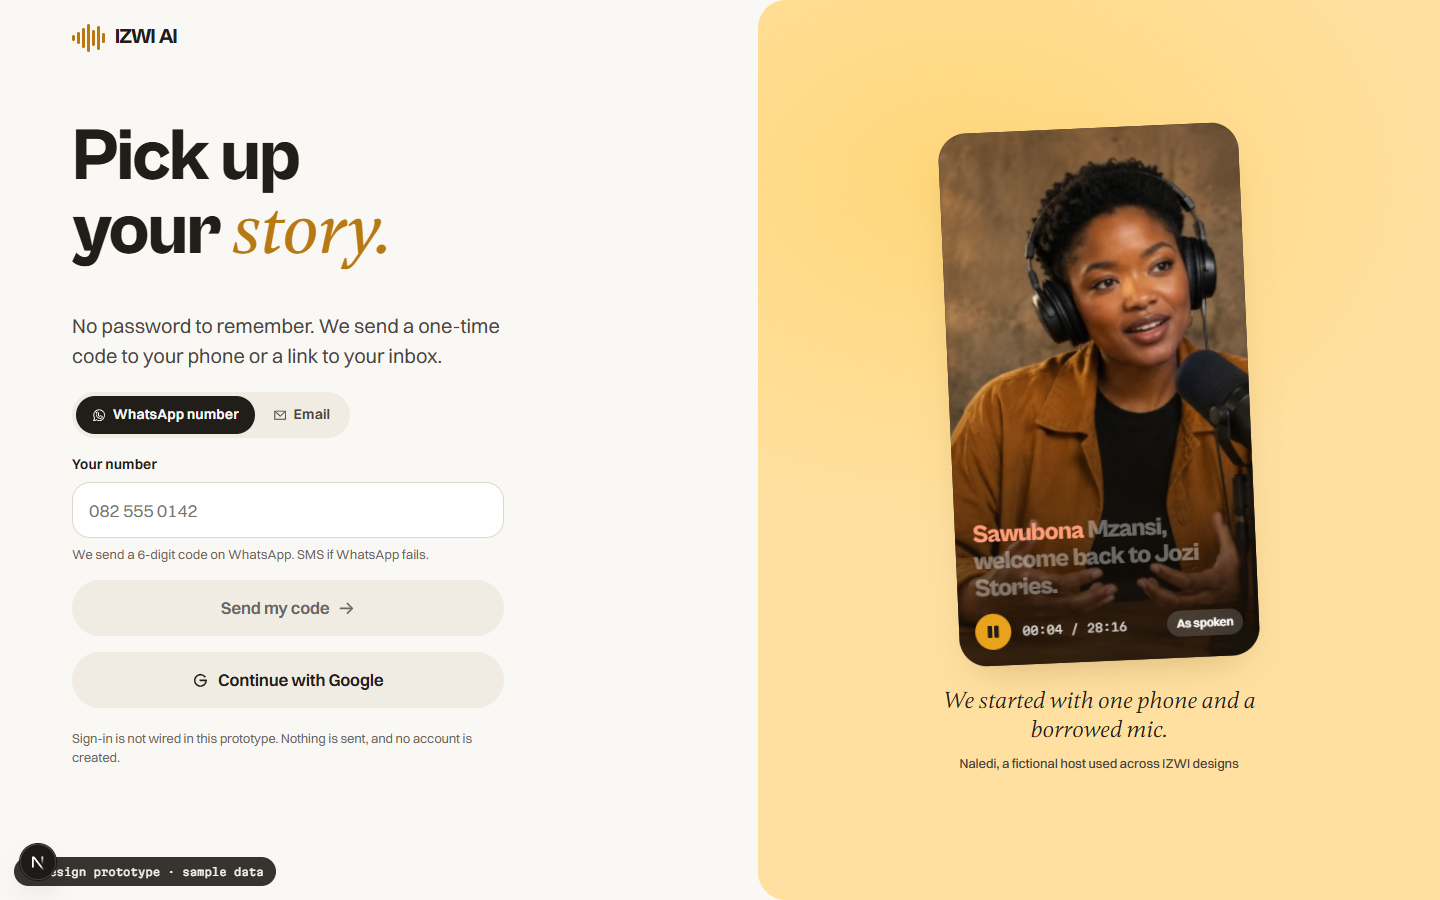 IZWI AI
Pick up
your story.
No password to remember. We send a one-time
code to your phone or a link to your inbox.
WhatsApp number
Email
Your number
082 555 0142
We send a 6-digit code on WhatsApp. SMS if WhatsApp fails.
Send my code →
Continue with Google
Sign-in is not wired in this prototype. Nothing is sent, and no account is
created.
N
prototype · sample data
Sawubona Mzansi,
welcome back to Jozi
Stories.
00:04 / 28:16
As spoken
We started with one phone and a
borrowed mic.
Naledi, a fictional host used across IZWI designs